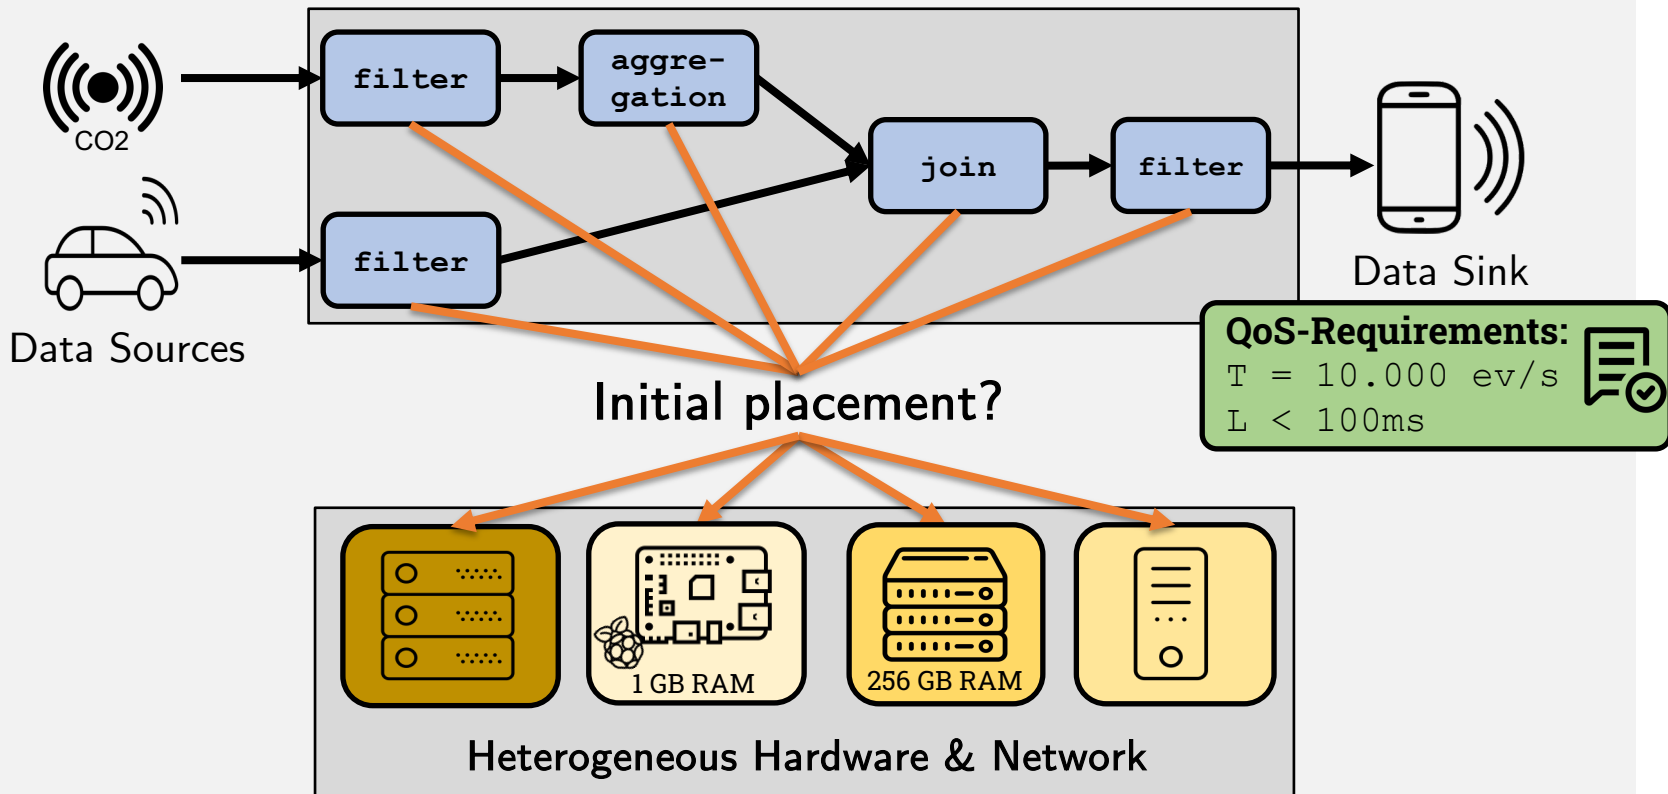 filter
aggre-
gation
CO2
join
filter
filter
Data Sources
Data Sink
QoS-Requirements:
T = 10.000 ev/s
L < 100ms
Initial placement?
1 GB RAM
256 GB RAM
Heterogeneous Hardware & Network